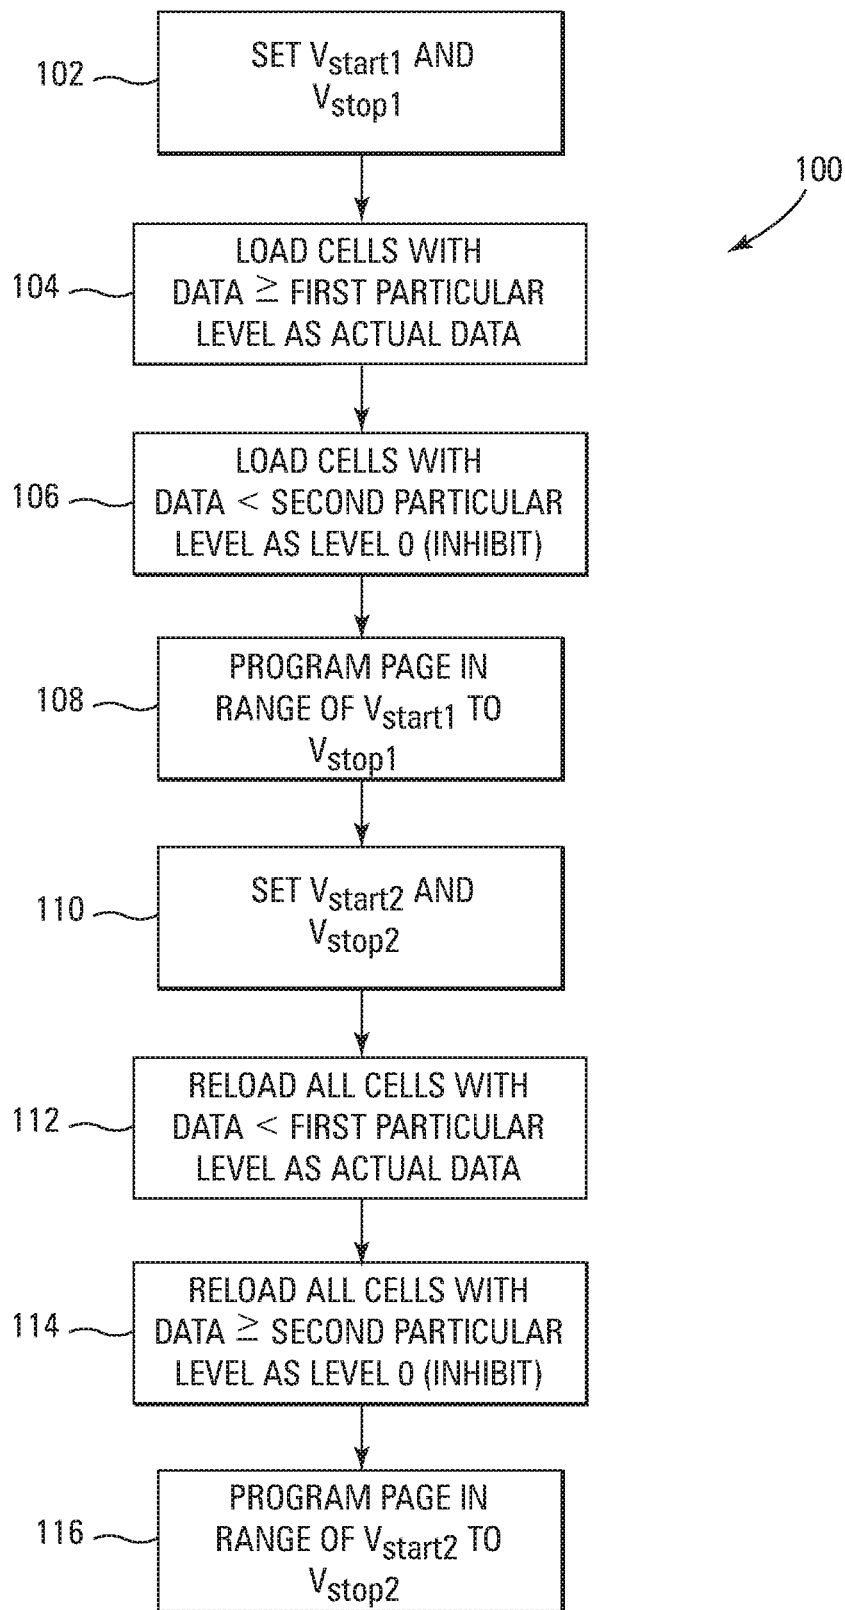 102
SET Vstart1 AND
Vstop1
100
104
LOAD CELLS WITH
DATA ≥ FIRST PARTICULAR
LEVEL AS ACTUAL DATA
106
LOAD CELLS WITH
DATA < SECOND PARTICULAR
LEVEL AS LEVEL 0 (INHIBIT)
108
PROGRAM PAGE IN
RANGE OF Vstart1 TO
Vstop1
110
SET Vstart2 AND
Vstop2
112
RELOAD ALL CELLS WITH
DATA < FIRST PARTICULAR
LEVEL AS ACTUAL DATA
114
RELOAD ALL CELLS WITH
DATA ≥ SECOND PARTICULAR
LEVEL AS LEVEL 0 (INHIBIT)
116
PROGRAM PAGE IN
RANGE OF Vstart2 TO
Vstop2